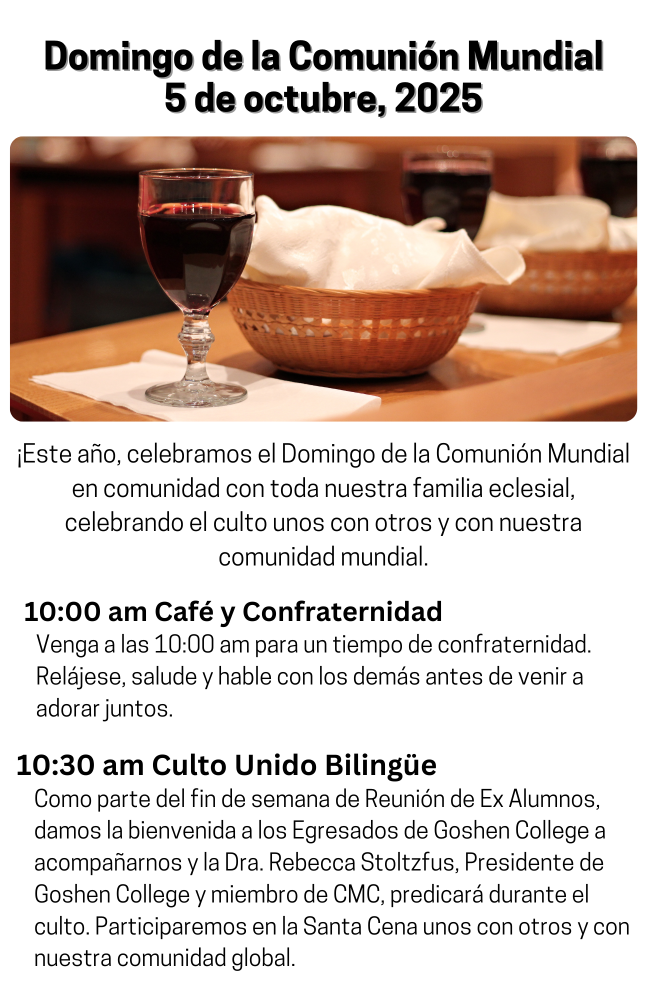 Domingo de la Comunión Mundial
5 de octubre, 2025
¡Este año, celebramos el Domingo de la Comunión Mundial
en comunidad con toda nuestra familia eclesial,
celebrando el culto unos con otros y con nuestra
comunidad mundial.
10:00 am Café y Confraternidad
Venga a las 10:00 am para un tiempo de confraternidad.
Relájese, salude y hable con los demás antes de venir a
adorar juntos.
10:30 am Culto Unido Bilingüe
Como parte del fin de semana de Reunión de Ex Alumnos,
damos la bienvenida a los Egresados de Goshen College a
acompañarnos y la Dra. Rebecca Stoltzfus, Presidente de
Goshen College y miembro de CMC, predicará durante el
culto. Participaremos en la Santa Cena unos con otros y con
nuestra comunidad global.